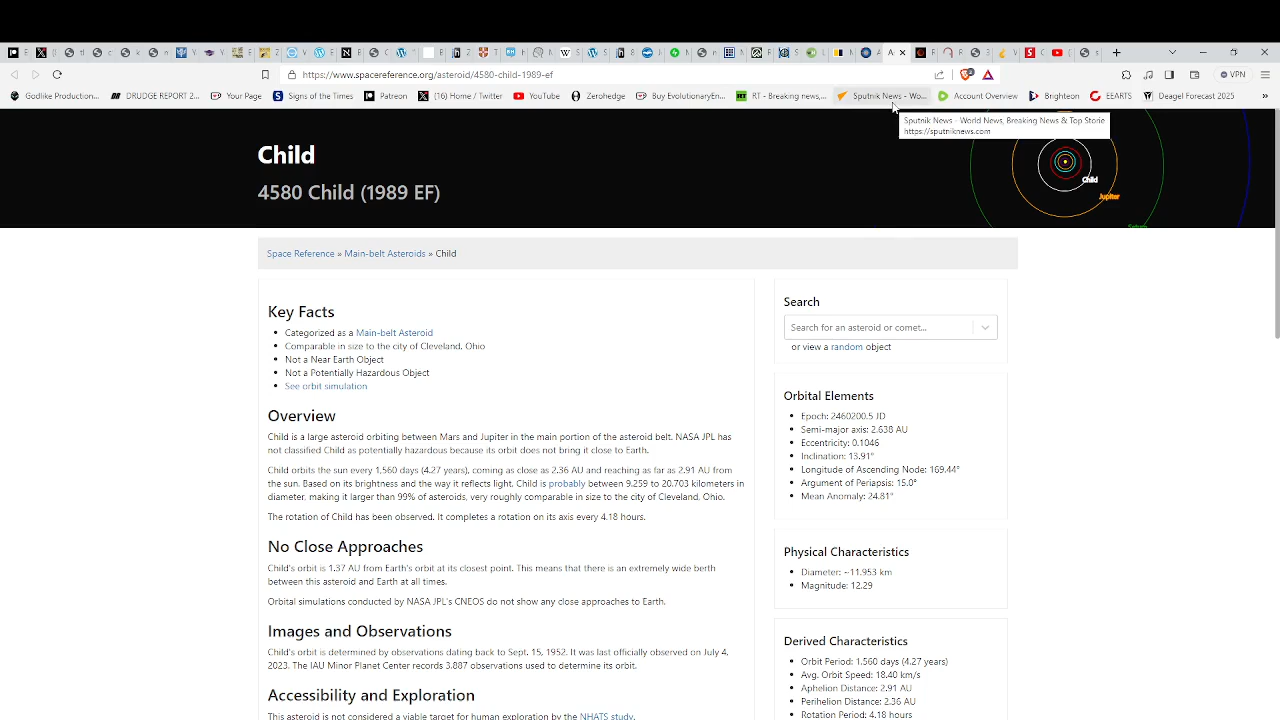 https://www.spacereference.org/asteroid/4580-child-1989-ef
VPN
Godlike Production...
DRUDGE REPORT 2...
Your Page
Signs of the Times
Patreon
(16) Home / Twitter
YouTube
Zerohedge
Buy EvolutionaryEn...
RT - Breaking news,...
Sputnik News - Wo...
Account Overview
Brighteon
EEARTS
Deagel Forecast 2025
»
Sputnik News - World News, Breaking News & Top Storie
https://sputniknews.com
Child
4580 Child (1989 EF)
Child
Jupiter
Space Reference » Main-belt Asteroids » Child
Key Facts
• Categorized as a Main-belt Asteroid
• Comparable in size to the city of Cleveland, Ohio
• Not a Near Earth Object
• Not a Potentially Hazardous Object
• See orbit simulation
Overview
Child is a large asteroid orbiting between Mars and Jupiter in the main portion of the asteroid belt. NASA JPL has
not classified Child as potentially hazardous because its orbit does not bring it close to Earth.
Child orbits the sun every 1,560 days (4.27 years), coming as close as 2.36 AU and reaching as far as 2.91 AU from
the sun. Based on its brightness and the way it reflects light, Child is probably between 9.259 to 20.703 kilometers in
diameter, making it larger than 99% of asteroids, very roughly comparable in size to the city of Cleveland, Ohio.
The rotation of Child has been observed. It completes a rotation on its axis every 4.18 hours.
No Close Approaches
Child's orbit is 1.37 AU from Earth's orbit at its closest point. This means that there is an extremely wide berth
between this asteroid and Earth at all times.
Orbital simulations conducted by NASA JPL's CNEOS do not show any close approaches to Earth.
Images and Observations
Child's orbit is determined by observations dating back to Sept. 15, 1952. It was last officially observed on July 4,
2023. The IAU Minor Planet Center records 3,887 observations used to determine its orbit.
Accessibility and Exploration
This asteroid is not considered a viable target for human exploration by the NHATS study.
Search
Search for an asteroid or comet...
or view a random object
Orbital Elements
• Epoch: 2460200.5 JD
• Semi-major axis: 2.638 AU
• Eccentricity: 0.1046
• Inclination: 13.91°
• Longitude of Ascending Node: 169.44°
• Argument of Periapsis: 15.0°
• Mean Anomaly: 24.81°
Physical Characteristics
• Diameter: ~11.953 km
• Magnitude: 12.29
Derived Characteristics
• Orbit Period: 1,560 days (4.27 years)
• Avg. Orbit Speed: 18.40 km/s
• Aphelion Distance: 2.91 AU
• Perihelion Distance: 2.36 AU
• Rotation Period: 4.18 hours